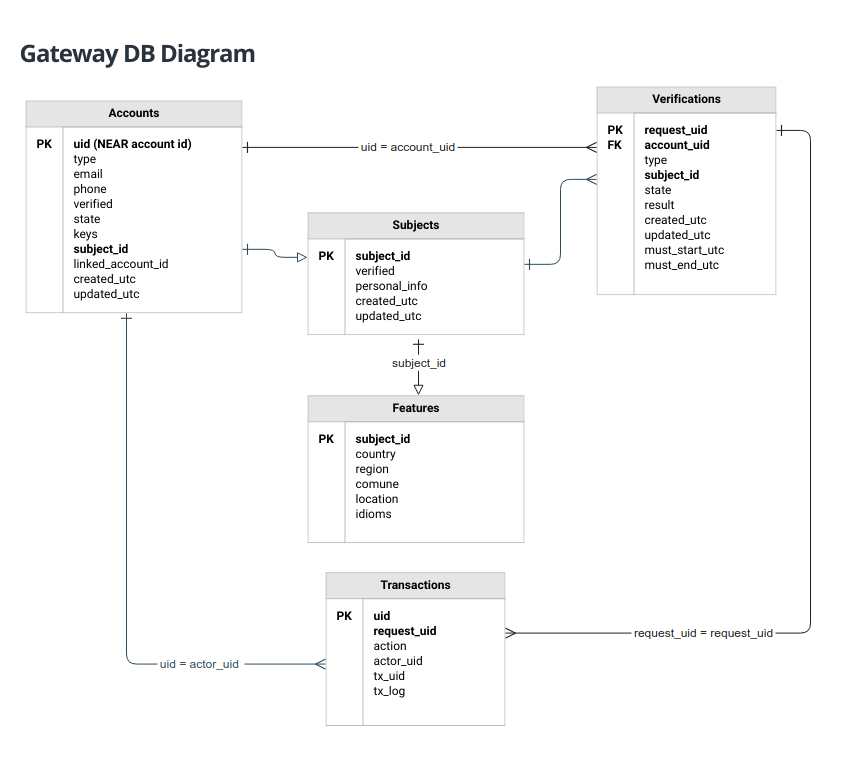 Gateway DB Diagram
Accounts
PK uid (NEAR account id)
type
email
phone
verified
state
keys
subject_id
linked_account_id
created_utc
updated_utc
uid = account_uid
Verifications
PK request_uid
FK account_uid
type
subject_id
state
result
created_utc
updated_utc
must_start_utc
must_end_utc
Subjects
PK subject_id
verified
personal_info
created_utc
updated_utc
subject_id
Features
PK subject_id
country
region
comune
location
idioms
Transactions
PK uid
request_uid
action
actor_uid
tx_uid
tx_log
request_uid = request_uid
uid = actor_uid